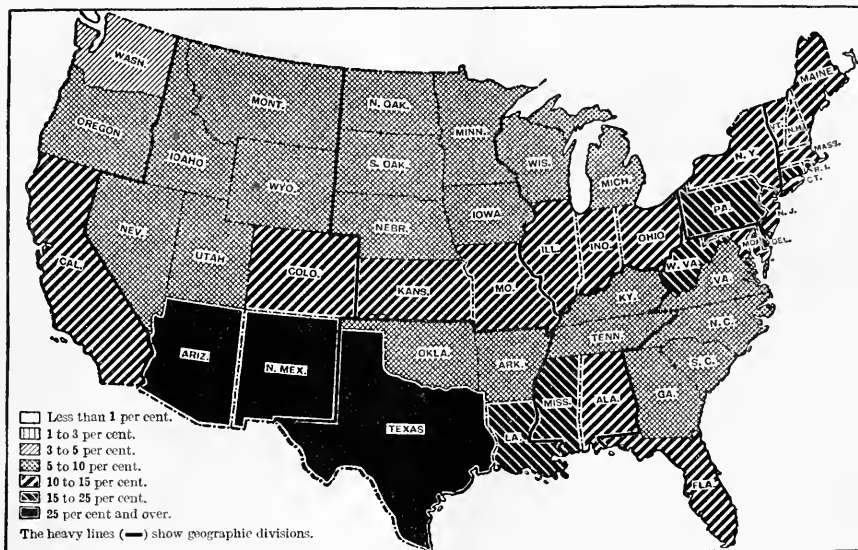 WASH.
MONT.
N. DAK.
MINN.
MAINE
OREGON
IDAHO
S. DAK.
WIS.
MICH.
VT.
N.H.
MASS.
N.Y.
R.I.
CT.
WYO.
IOWA
NEBR.
PA.
N.J.
NEV.
UTAH
ILL.
IND.
OHIO
MD.
DEL.
CAL.
COLO.
KANS.
MO.
W. VA.
VA.
KY.
N.C.
TENN.
ARIZ.
N. MEX.
OKLA.
ARK.
S.C.
TEXAS
LA.
MISS.
ALA.
GA.
FLA.
Less than 1 per cent.
1 to 3 per cent.
3 to 5 per cent.
5 to 10 per cent.
10 to 15 per cent.
15 to 25 per cent.
25 per cent and over.
The heavy lines (▬) show geographic divisions.